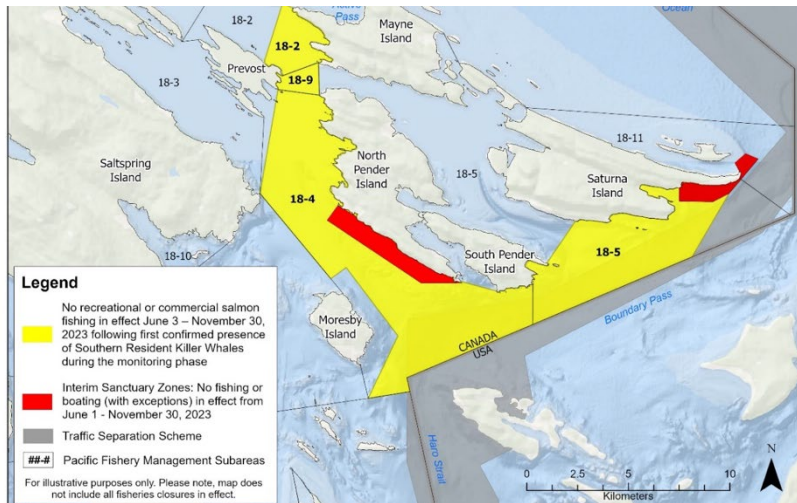 Ocean
Active
Pass
Mayne
Island
18-2
18-2
Prevost
18-3
18-9
18-11
Saltspring
Island
North
Pender
Island
18-5
Saturna
Island
18-4
18-10
South Pender
Island
18-5
Moresby
Island
Boundary Pass
CANADA
USA
Haro Strait
Legend
No recreational or commercial salmon
fishing in effect June 3 – November 30,
2023 following first confirmed presence
of Southern Resident Killer Whales
during the monitoring phase
Interim Sanctuary Zones: No fishing or
boating (with exceptions) in effect from
June 1 - November 30, 2023
Traffic Separation Scheme
##-# Pacific Fishery Management Subareas
For illustrative purposes only. Please note, map does
not include all fisheries closures in effect.
N
0 2.5 5 10
Kilometers